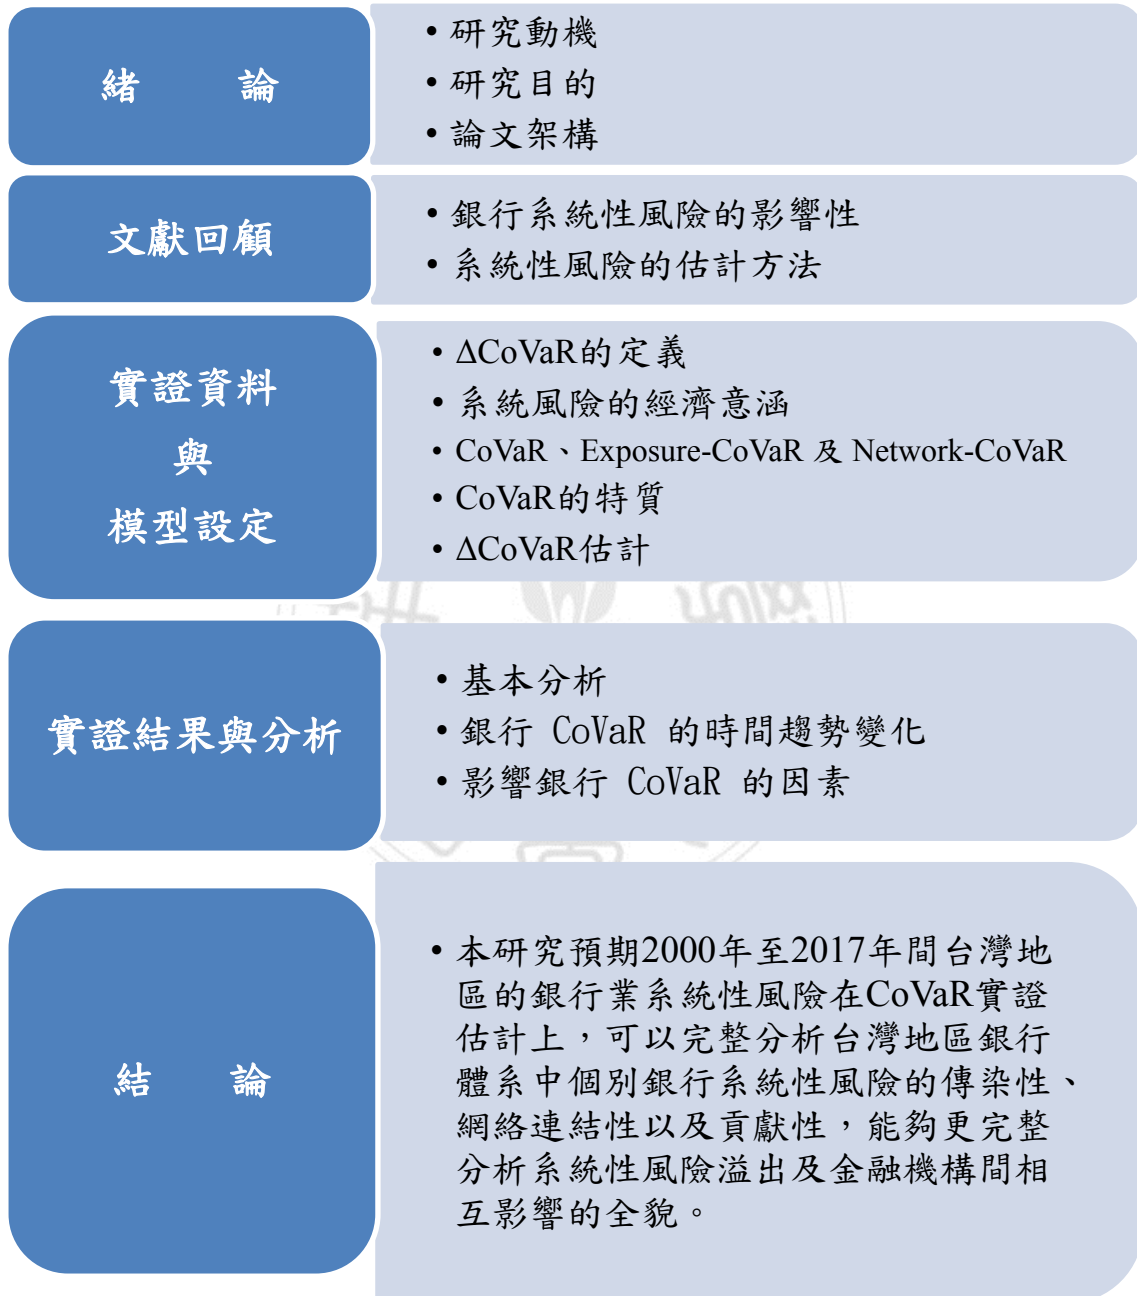 緒 論
• 研究動機
• 研究目的
• 論文架構
文獻回顧
• 銀行系統性風險的影響性
• 系統性風險的估計方法
實證資料
與
模型設定
• ΔCoVaR的定義
• 系統風險的經濟意涵
• CoVaR、Exposure-CoVaR 及 Network-CoVaR
• CoVaR的特質
• ΔCoVaR估計
實證結果與分析
• 基本分析
• 銀行 CoVaR 的時間趨勢變化
• 影響銀行 CoVaR 的因素
結 論
• 本研究預期2000年至2017年間台灣地
區的銀行業系統性風險在CoVaR實證
估計上，可以完整分析台灣地區銀行
體系中個別銀行系統性風險的傳染性、
網絡連結性以及貢獻性，能夠更完整
分析系統性風險溢出及金融機構間相
互影響的全貌。